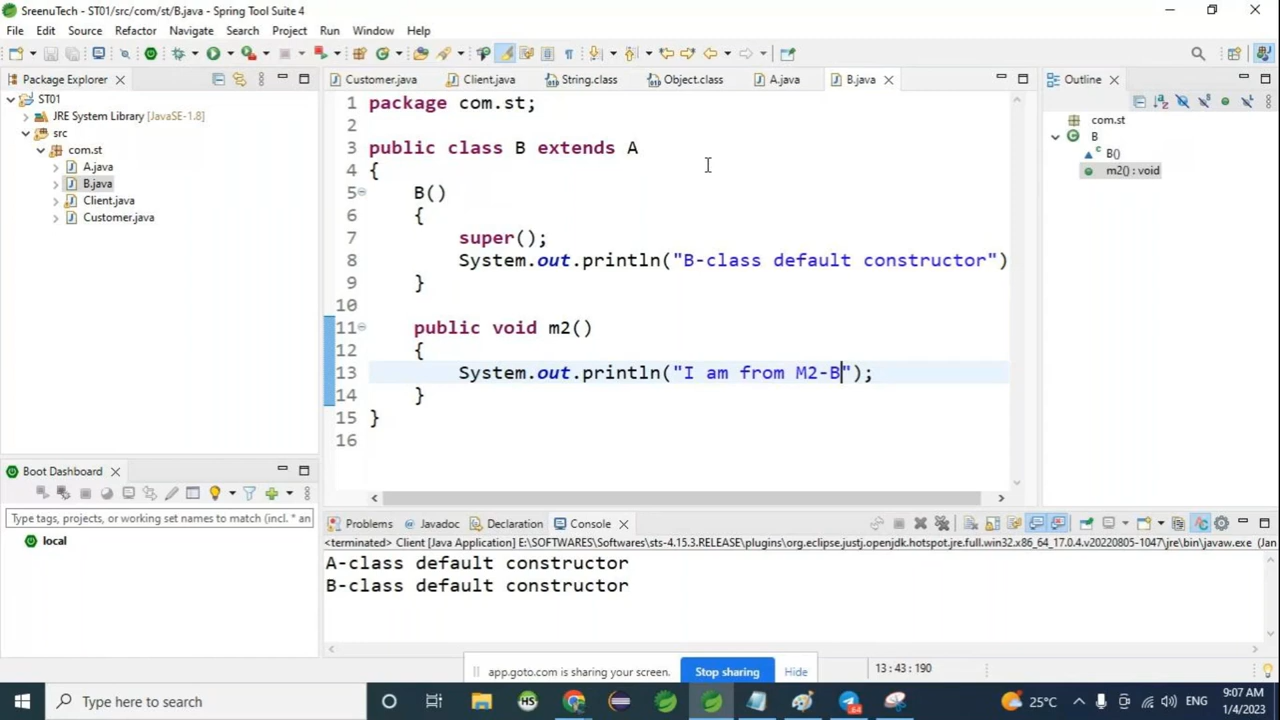 SreenuTech - ST01/src/com/st/B.java - Spring Tool Suite 4
File Edit Source Refactor Navigate Search Project Run Window Help
Package Explorer
ST01
JRE System Library [JavaSE-1.8]
src
com.st
A.java
B.java
Client.java
Customer.java
Customer.java Client.java String.class Object.class A.java B.java
1 package com.st;
2
3 public class B extends A
4 {
5 B()
6 {
7 super();
8 System.out.println("B-class default constructor")
9 }
10
11 public void m2()
12 {
13 System.out.println("I am from M2-B");
14 }
15 }
16
Outline
com.st
B
B()
m2() : void
Boot Dashboard
Type tags, projects, or working set names to match (incl. * an
local
Problems Javadoc Declaration Console
<terminated> Client [Java Application] E:\SOFTWARES\Softwares\sts-4.15.3.RELEASE\plugins\org.eclipse.justj.openjdk.hotspot.jre.full.win32.x86_64_17.0.4.v20220805-1047\jre\bin\javaw.exe (Jan
A-class default constructor
B-class default constructor
app.goto.com is sharing your screen. Stop sharing Hide
13 : 43 : 190
Type here to search
HS
64
25°C
ENG
9:07 AM
1/4/2023